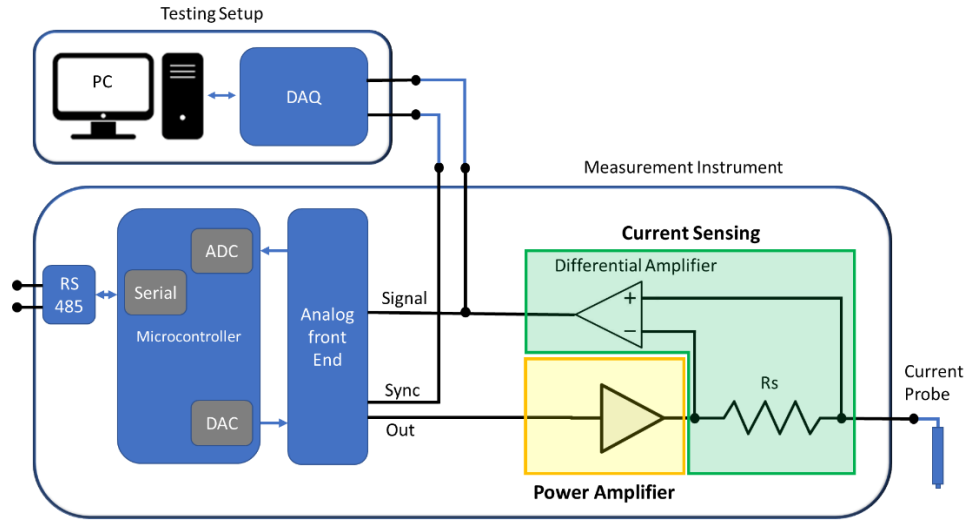 Testing Setup
PC
DAQ
Measurement Instrument
Current Sensing
Differential Amplifier
ADC
RS
485
Serial
Signal
+
−
Analog
front
End
Microcontroller
Current
Probe
Rs
Sync
DAC
Out
Power Amplifier